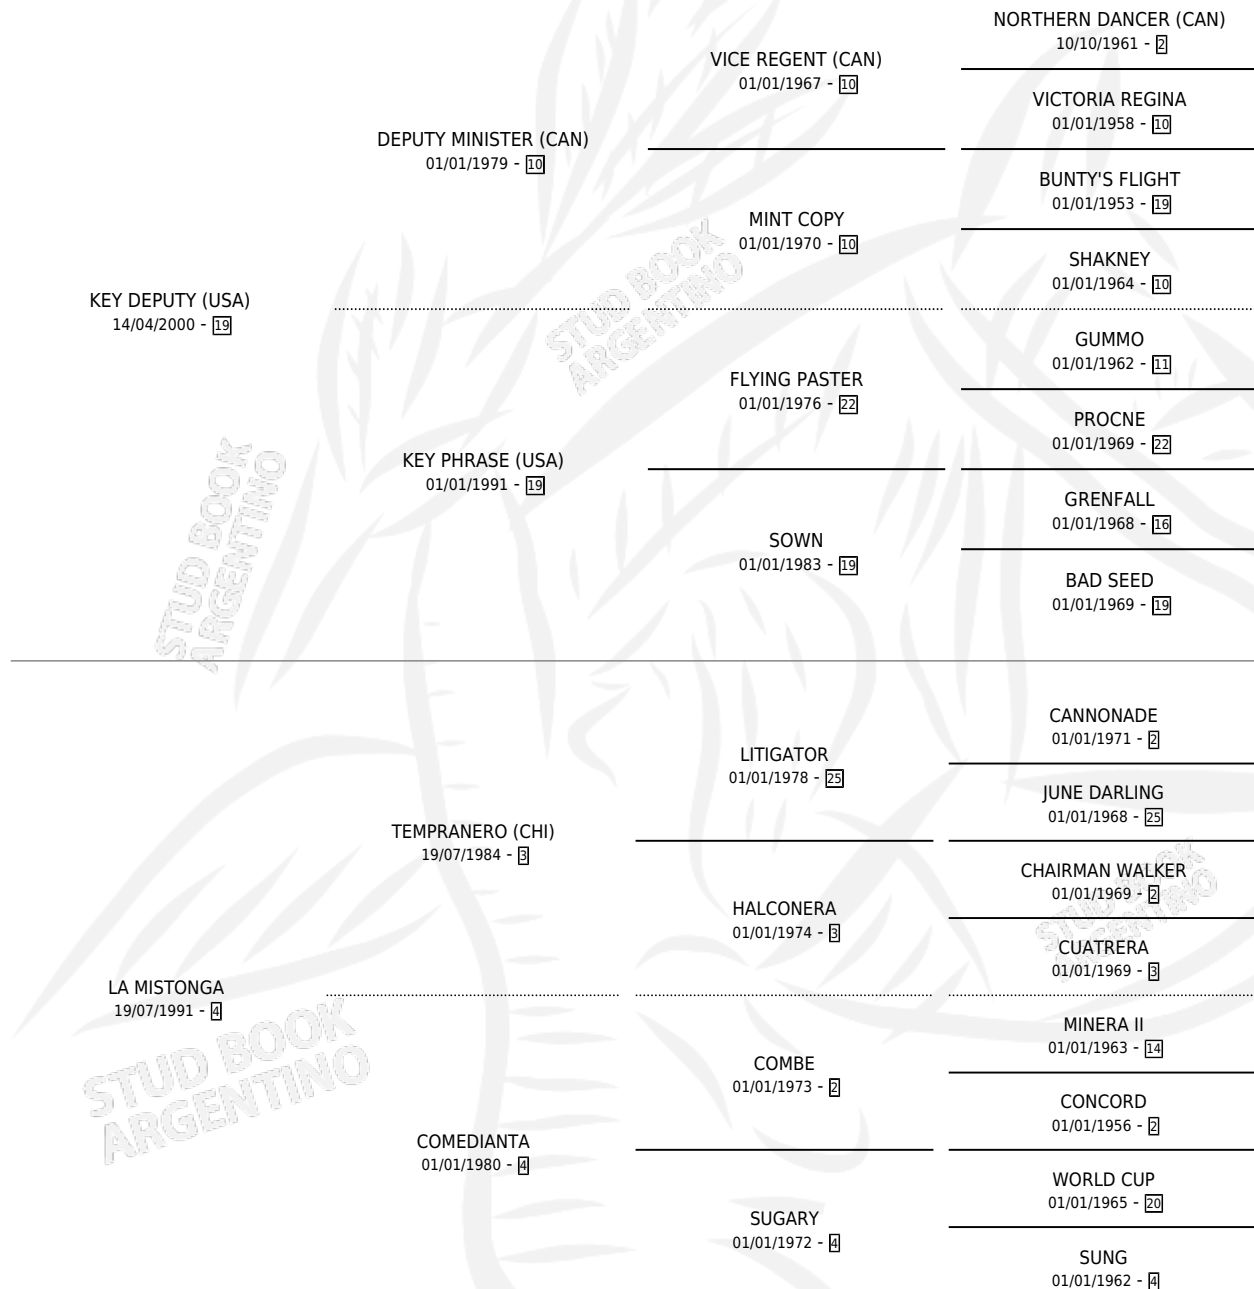 NORTHERN DANCER (CAN)
10/10/1961 - 2
VICE REGENT (CAN)
01/01/1967 - 10
VICTORIA REGINA
01/01/1958 - 10
DEPUTY MINISTER (CAN)
01/01/1979 - 10
BUNTY'S FLIGHT
01/01/1953 - 19
MINT COPY
01/01/1970 - 10
SHAKNEY
01/01/1964 - 10
KEY DEPUTY (USA)
14/04/2000 - 19
GUMMO
01/01/1962 - 11
FLYING PASTER
01/01/1976 - 22
PROCNE
01/01/1969 - 22
KEY PHRASE (USA)
01/01/1991 - 19
GRENFALL
01/01/1968 - 16
SOWN
01/01/1983 - 19
BAD SEED
01/01/1969 - 19
CANNONADE
01/01/1971 - 2
LITIGATOR
01/01/1978 - 25
JUNE DARLING
01/01/1968 - 25
TEMPRANERO (CHI)
19/07/1984 - 3
CHAIRMAN WALKER
01/01/1969 - 2
HALCONERA
01/01/1974 - 3
CUATRERA
01/01/1969 - 3
LA MISTONGA
19/07/1991 - 4
MINERA II
01/01/1963 - 14
COMBE
01/01/1973 - 2
CONCORD
01/01/1956 - 2
COMEDIANTA
01/01/1980 - 4
WORLD CUP
01/01/1965 - 20
SUGARY
01/01/1972 - 4
SUNG
01/01/1962 - 4
STUD BOOK
ARGENTINO
STUD BOOK
ARGENTINO
STUD BOOK
ARGENTINO
STUD BOOK
ARGENTINO